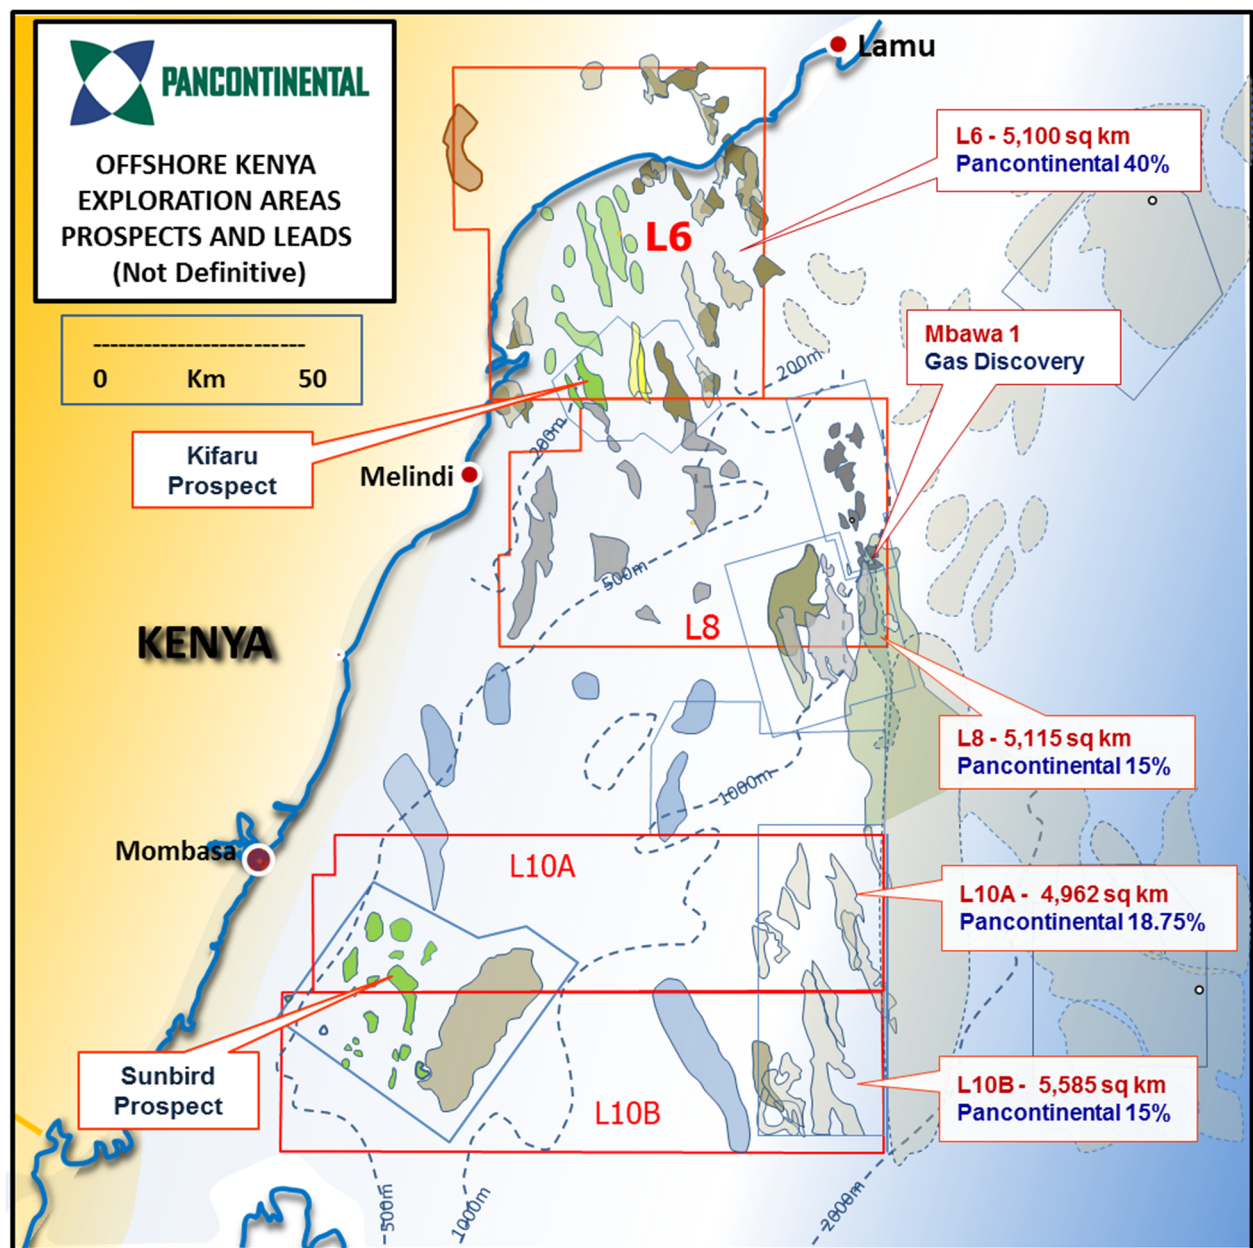 PANCONTINENTAL
OFFSHORE KENYA
EXPLORATION AREAS
PROSPECTS AND LEADS
(Not Definitive)
0 Km 50
Lamu
L6 - 5,100 sq km
Pancontinental 40%
L6
Mbawa 1
Gas Discovery
200m
200m
Kifaru
Prospect
Melindi
500m
L8
KENYA
L8 - 5,115 sq km
Pancontinental 15%
1000m
Mombasa
L10A
L10A - 4,962 sq km
Pancontinental 18.75%
Sunbird
Prospect
L10B
L10B - 5,585 sq km
Pancontinental 15%
500m
1000m
2000m